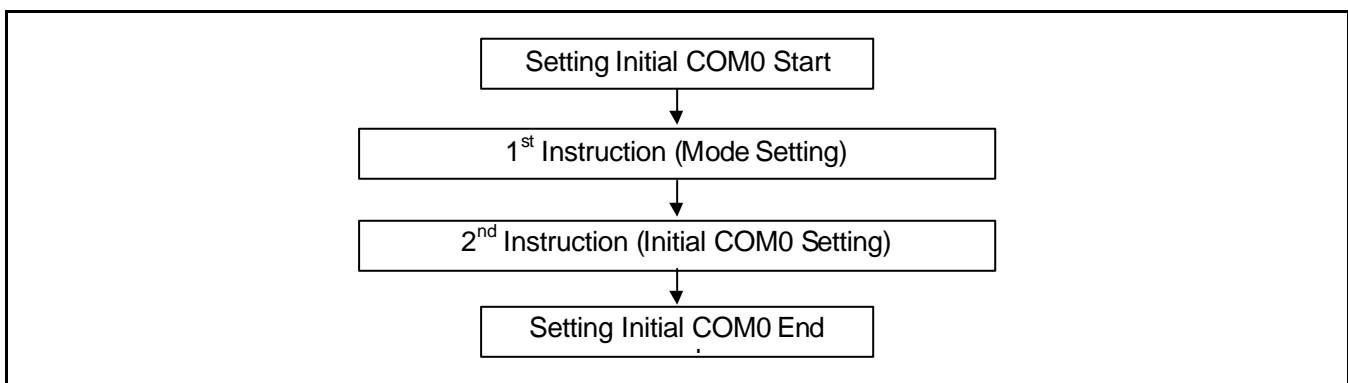 Setting Initial COM0 Start
1st Instruction (Mode Setting)
2nd Instruction (Initial COM0 Setting)
Setting Initial COM0 End